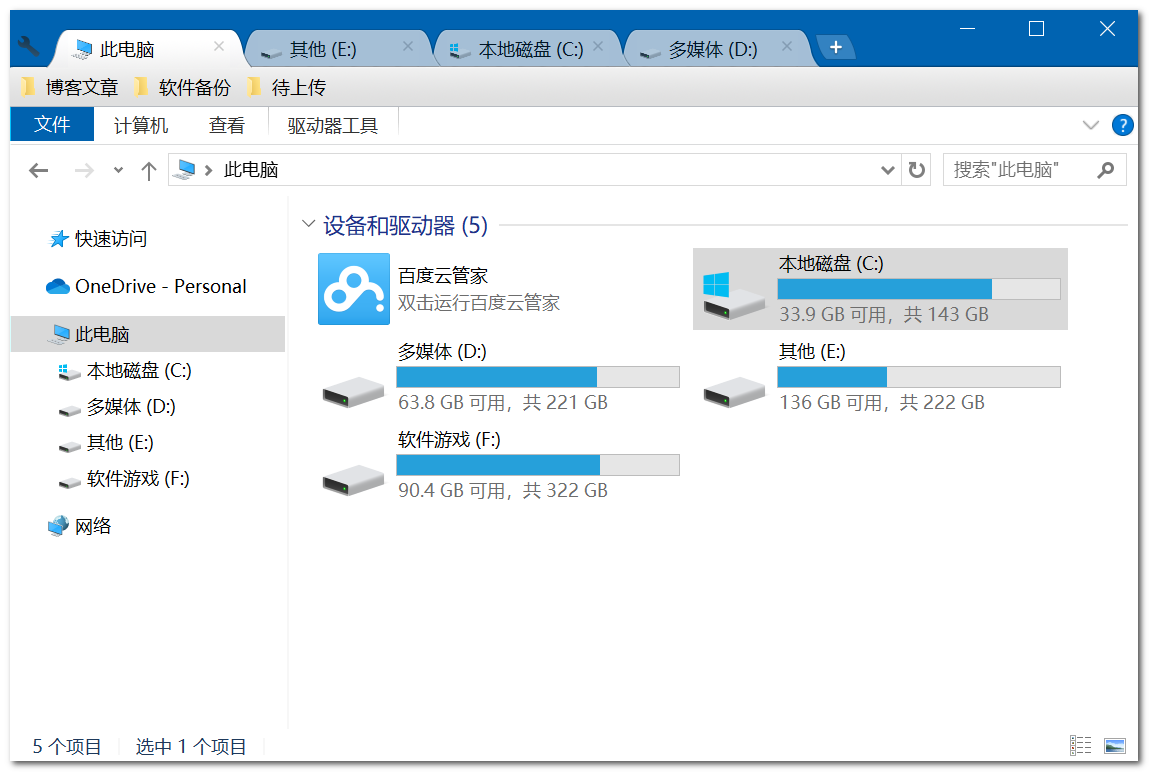 此电脑 其他 (E:) 本地磁盘 (C:) 多媒体 (D:)
博客文章 软件备份 待上传
文件 计算机 查看 驱动器工具
此电脑 搜索"此电脑"
快速访问
OneDrive - Personal
此电脑
本地磁盘 (C:)
多媒体 (D:)
其他 (E:)
软件游戏 (F:)
网络
设备和驱动器 (5)
百度云管家
双击运行百度云管家
本地磁盘 (C:)
33.9 GB 可用，共 143 GB
多媒体 (D:)
63.8 GB 可用，共 221 GB
其他 (E:)
136 GB 可用，共 222 GB
软件游戏 (F:)
90.4 GB 可用，共 322 GB
5 个项目 选中 1 个项目